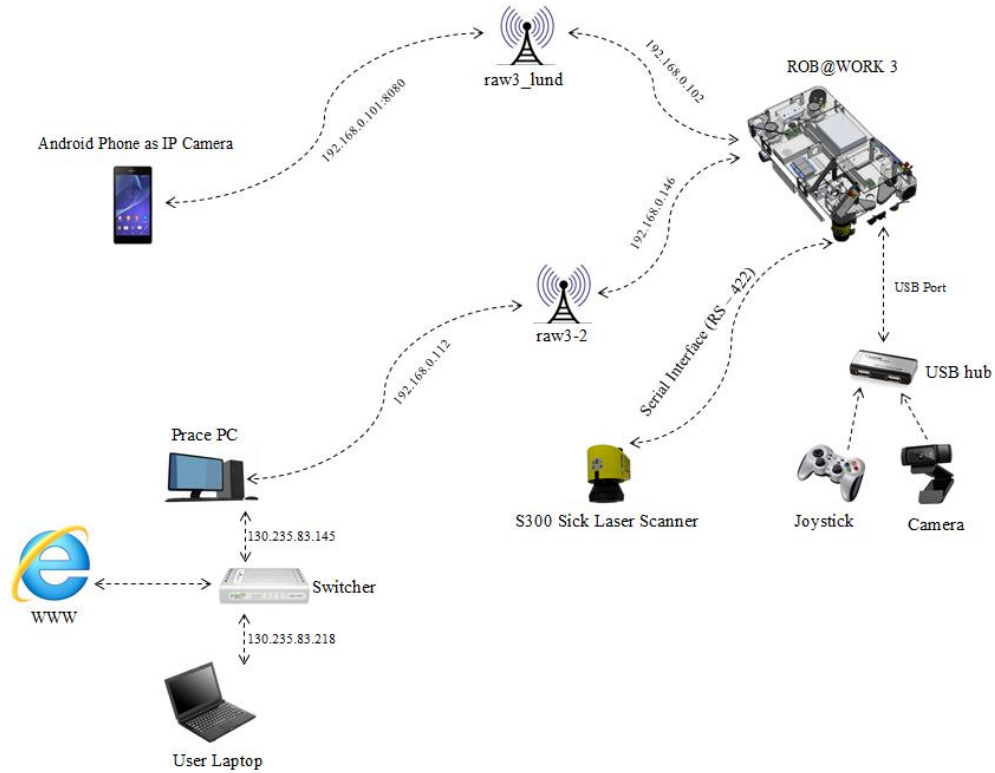 raw3_lund
192.168.0.102
ROB@WORK 3
192.168.0.101:8080
Android Phone as IP Camera
192.168.0.146
Serial Interface (RS – 422)
USB Port
raw3-2
192.168.0.112
USB hub
Prace PC
S300 Sick Laser Scanner
Joystick
Camera
130.235.83.145
Switcher
WWW
130.235.83.218
User Laptop